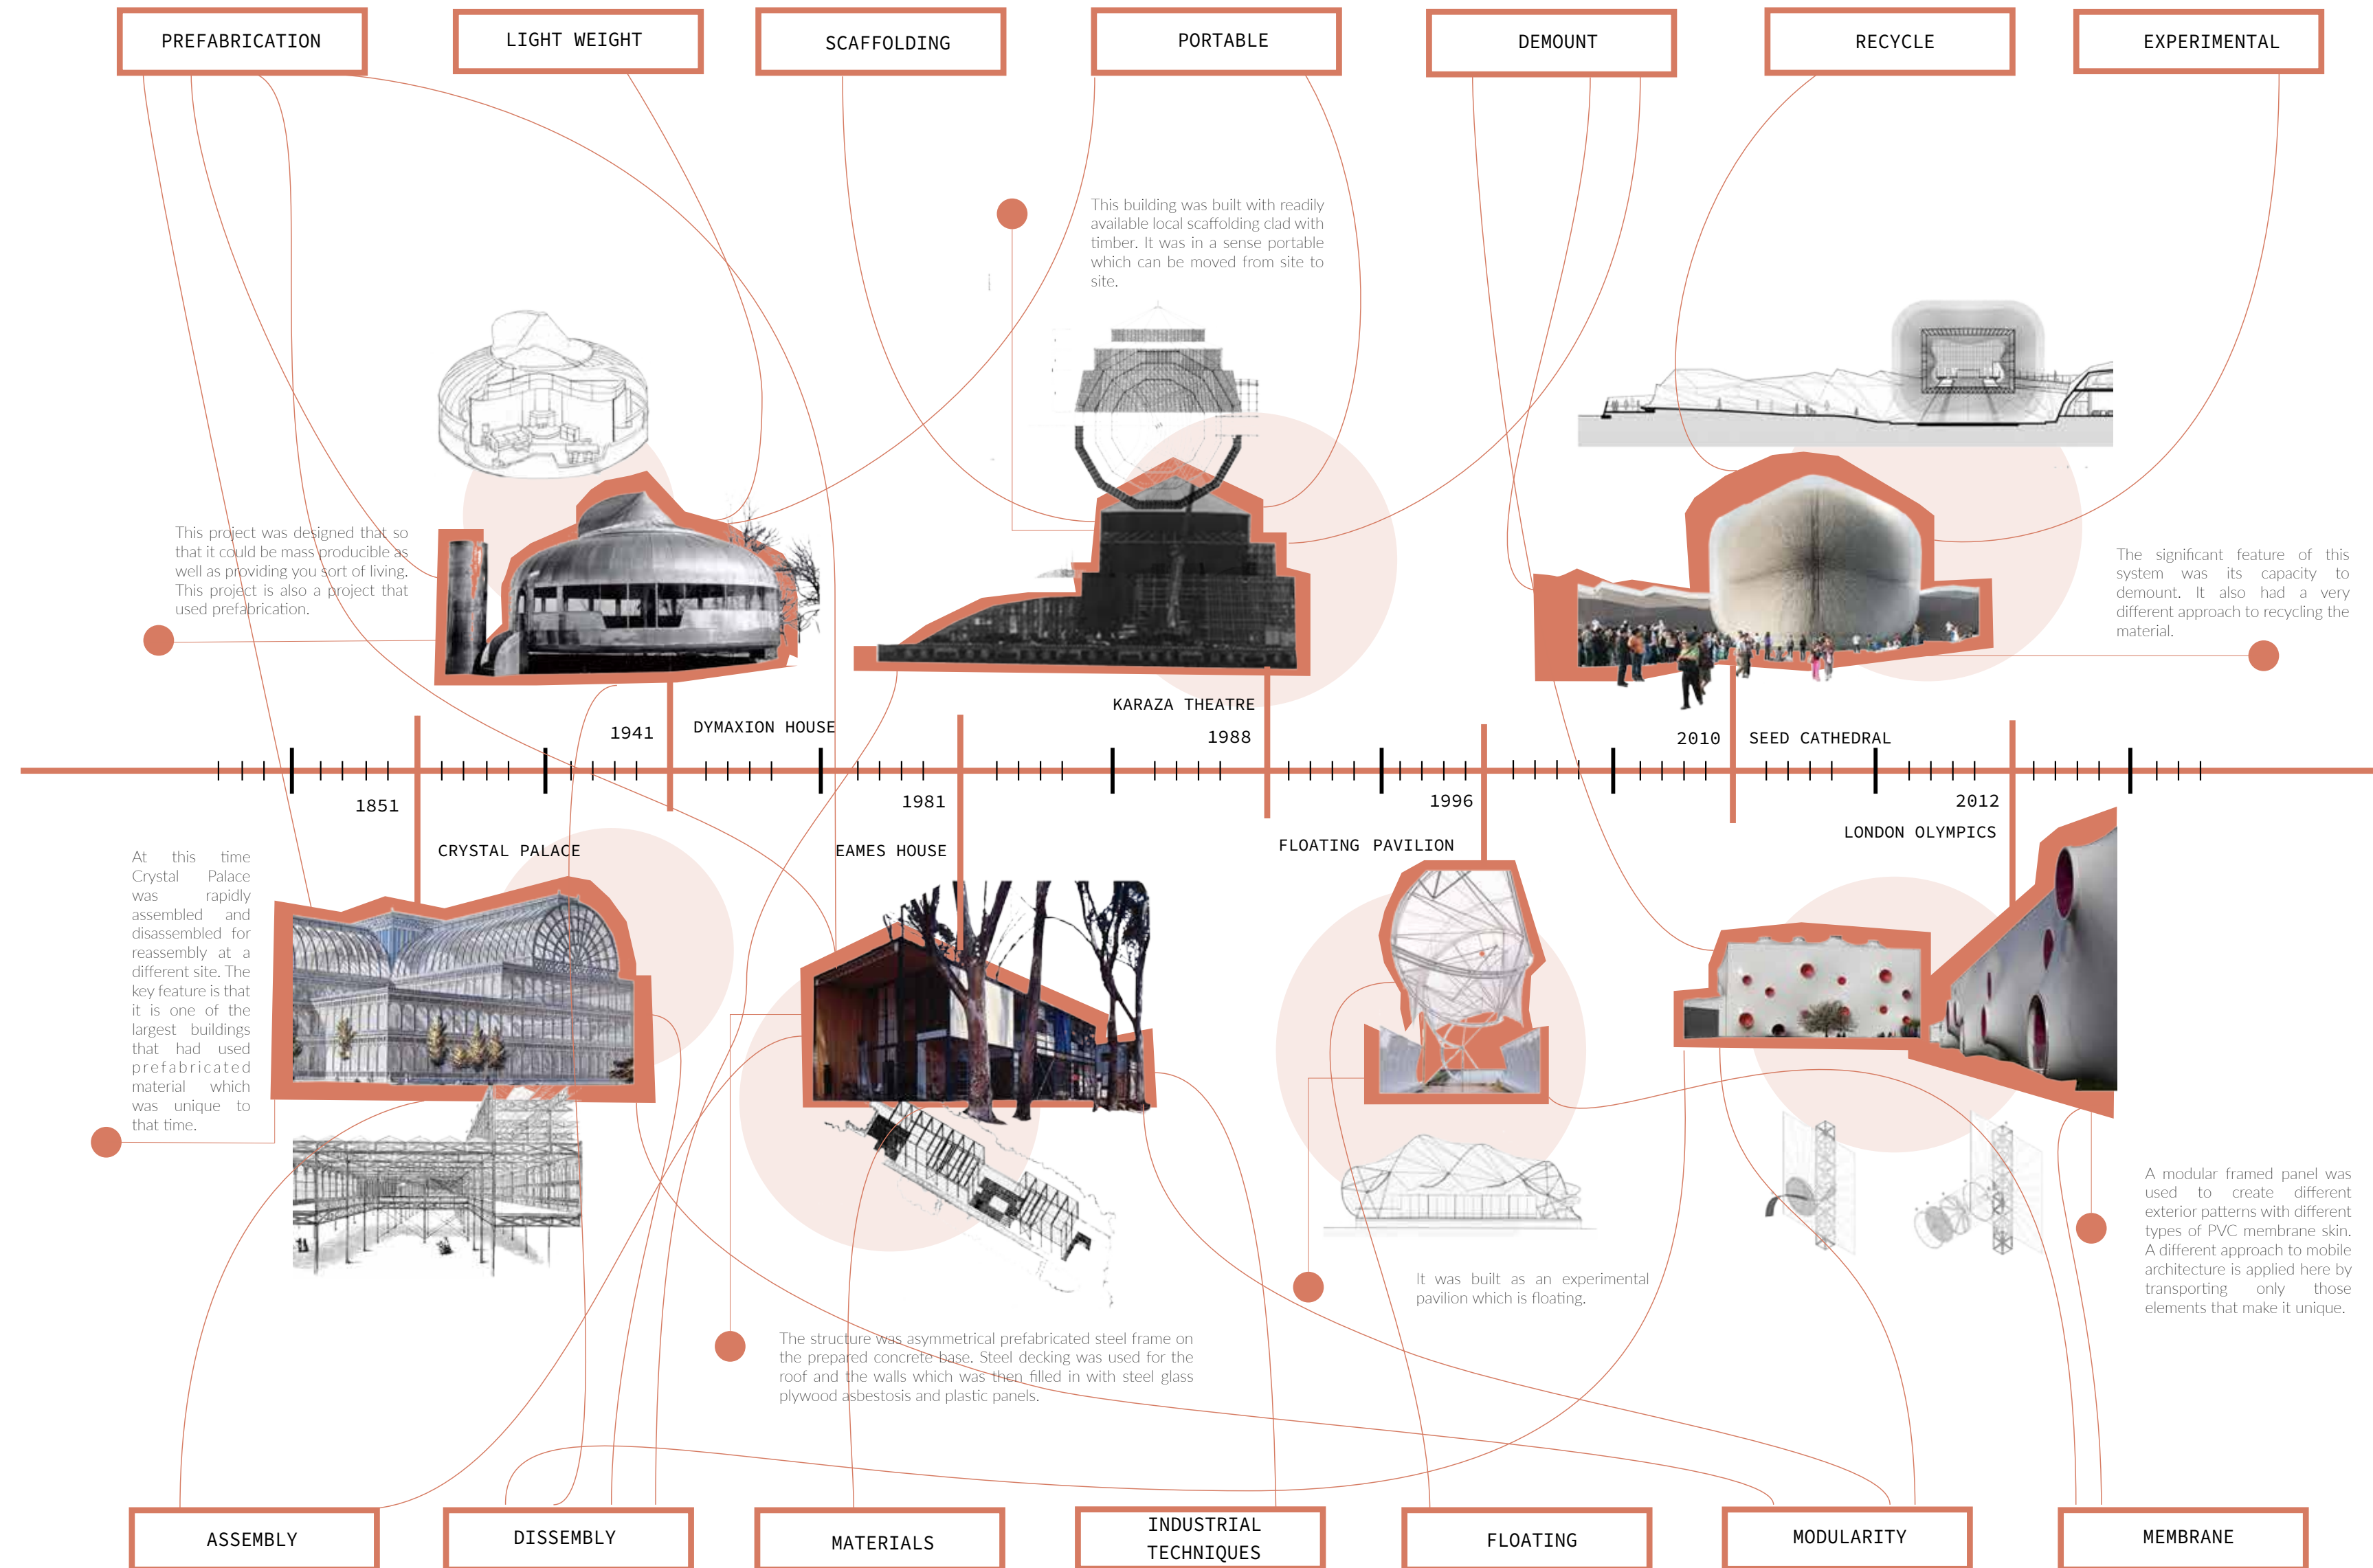 PREFABRICATION
LIGHT WEIGHT
SCAFFOLDING
PORTABLE
DEMOUNT
RECYCLE
EXPERIMENTAL
This building was built with readily
available local scaffolding clad with
timber. It was in a sense portable
which can be moved from site to
site.
This project was designed that so
that it could be mass producible as
well as providing you sort of living.
This project is also a project that
used prefabrication.
The significant feature of this
system was its capacity to
demount. It also had a very
different approach to recycling the
material.
1941
DYMAXION HOUSE
KARAZA THEATRE
1988
2010
SEED CATHEDRAL
1851
CRYSTAL PALACE
1981
EAMES HOUSE
1996
FLOATING PAVILION
2012
LONDON OLYMPICS
At this time
Crystal Palace
was rapidly
assembled and
disassembled for
reassembly at a
different site. The
key feature is that
it is one of the
largest buildings
that had used
prefabricated
material which
was unique to
that time.
The structure was asymmetrical prefabricated steel frame on
the prepared concrete base. Steel decking was used for the
roof and the walls which was then filled in with steel glass
plywood asbestosis and plastic panels.
It was built as an experimental
pavilion which is floating.
A modular framed panel was
used to create different
exterior patterns with different
types of PVC membrane skin.
A different approach to mobile
architecture is applied here by
transporting only those
elements that make it unique.
ASSEMBLY
DISSEMBLY
MATERIALS
INDUSTRIAL
TECHNIQUES
FLOATING
MODULARITY
MEMBRANE